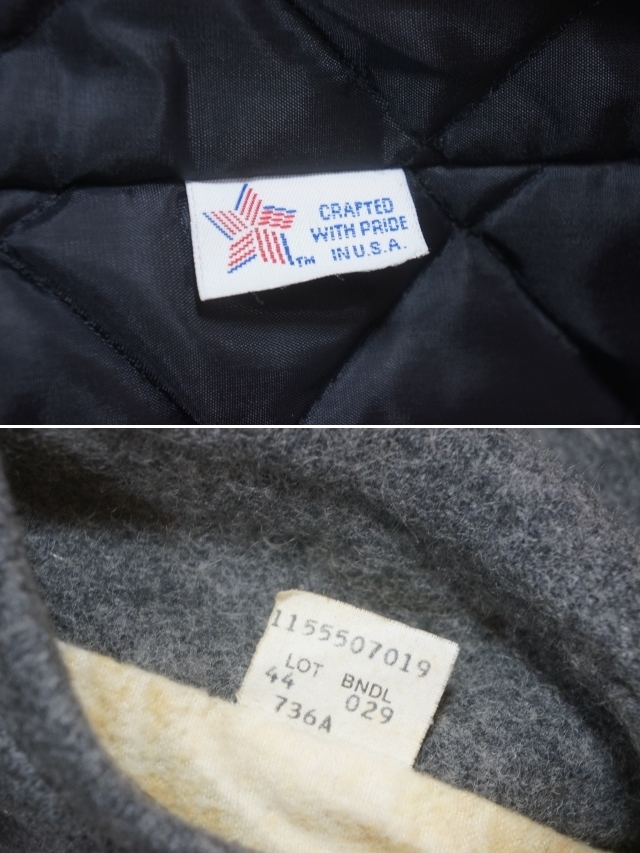 CRAFTED
WITH PRIDE
IN U.S.A.
TM
1155507019
LOT BNDL
44 029
736A